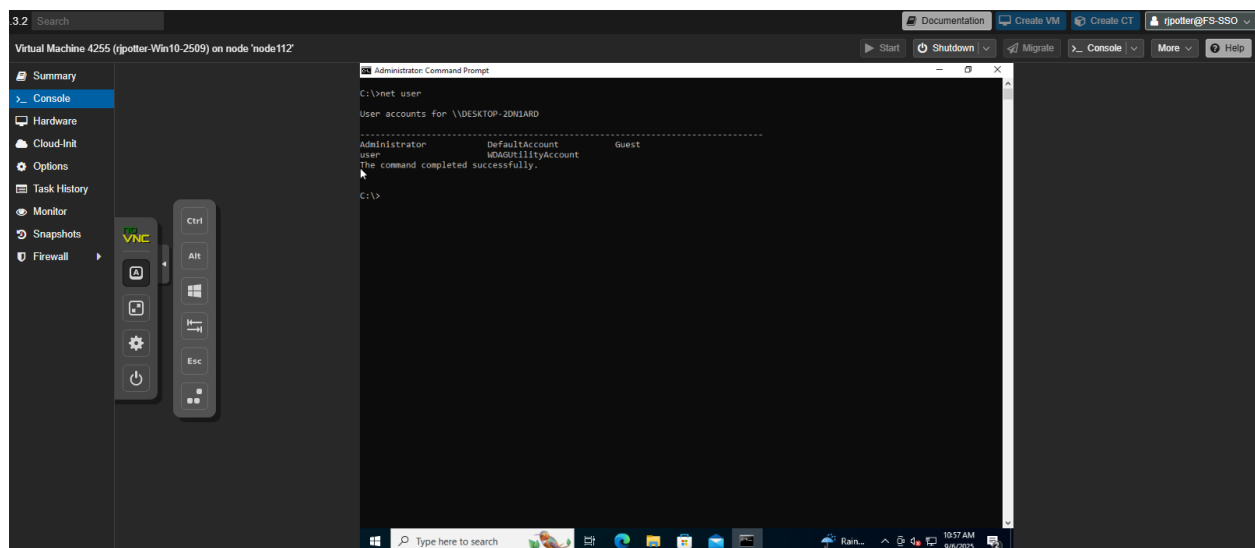 .3.2 Search Documentation Create VM Create CT rjpotter@FS-SSO
Virtual Machine 4255 (rjpotter-Win10-2509) on node 'node112' Start Shutdown Migrate >_ Console More Help
Summary
>_ Console
Hardware
Cloud-Init
Options
Task History
Monitor
Snapshots
Firewall
no
VNC
A
Ctrl
Alt
Esc
Administrator: Command Prompt
C:\>net user
User accounts for \\DESKTOP-2DN1ARD
-------------------------------------------------------------------------------
Administrator DefaultAccount Guest
user WDAGUtilityAccount
The command completed successfully.
C:\>
Type here to search Rain... 10:57 AM
9/6/2025